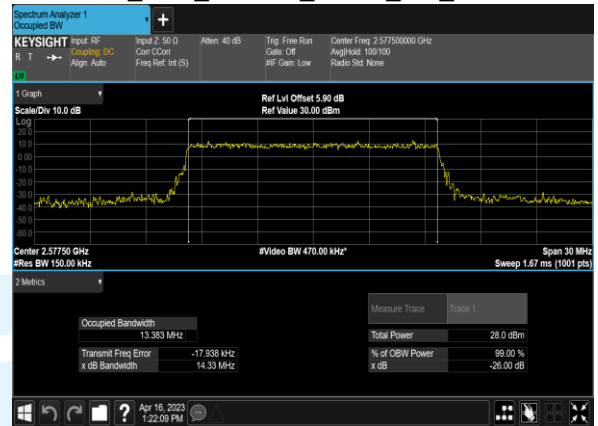 Spectrum Analyzer 1
Occupied BW
KEYSIGHT Input: RF Input Z: 50 Ω Atten: 40 dB Trig: Free Run Center Freq: 2.577500000 GHz
R T Coupling: DC Corr CCorr Gate: Off Avg|Hold: 100/100
Align: Auto Freq Ref: Int (S) #IF Gain: Low Radio Std: None
LV
1 Graph
Ref Lvl Offset 5.90 dB
Scale/Div 10.0 dB Ref Value 30.00 dBm
Log
20.0
10.0
0.00
-10.0
-20.0
-30.0
-40.0
-50.0
-60.0
Center 2.57750 GHz #Video BW 470.00 kHz* Span 30 MHz
#Res BW 150.00 kHz Sweep 1.67 ms (1001 pts)
2 Metrics
Measure Trace Trace 1
Occupied Bandwidth
13.383 MHz Total Power 28.0 dBm
Transmit Freq Error -17.938 kHz % of OBW Power 99.00 %
x dB Bandwidth 14.33 MHz x dB -26.00 dB
? Apr 16, 2023
1:22:09 PM